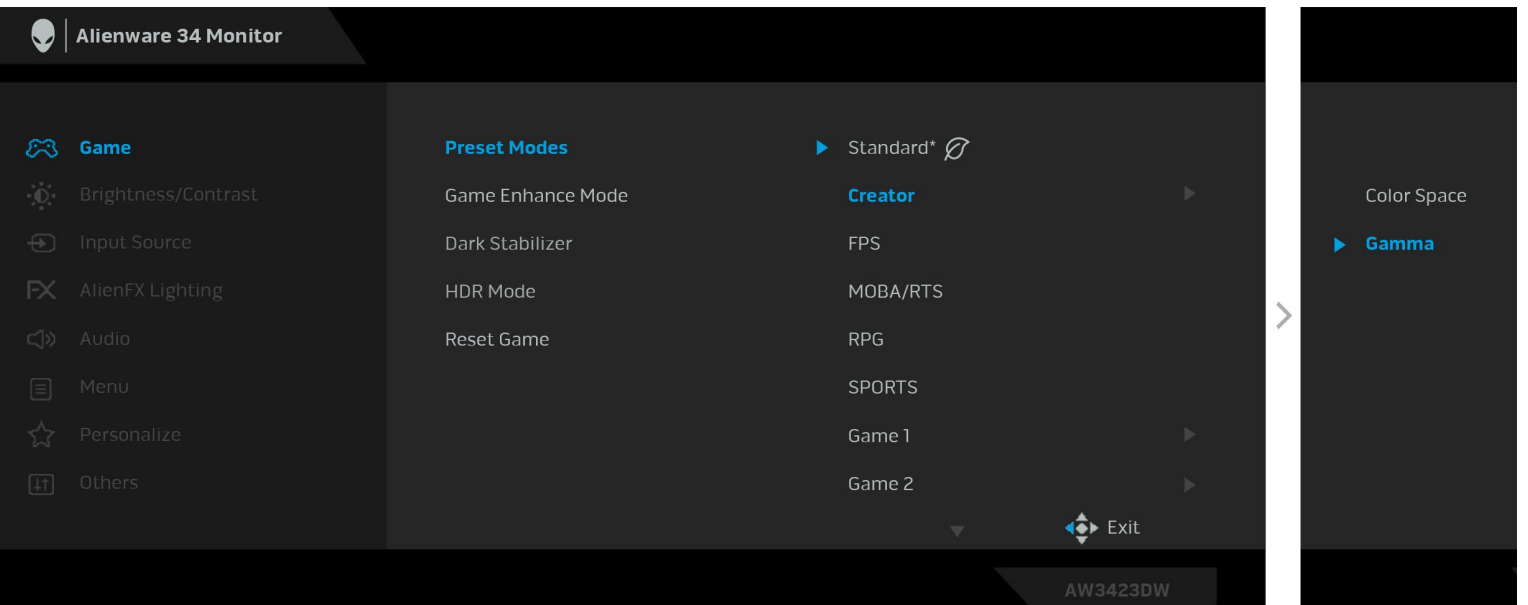 Alienware 34 Monitor
Game
Brightness/Contrast
Input Source
FX AlienFX Lighting
Audio
Menu
Personalize
Others
Preset Modes
Game Enhance Mode
Dark Stabilizer
HDR Mode
Reset Game
Standard*
Creator
FPS
MOBA/RTS
RPG
SPORTS
Game 1
Game 2
Exit
AW3423DW
Color Space
Gamma